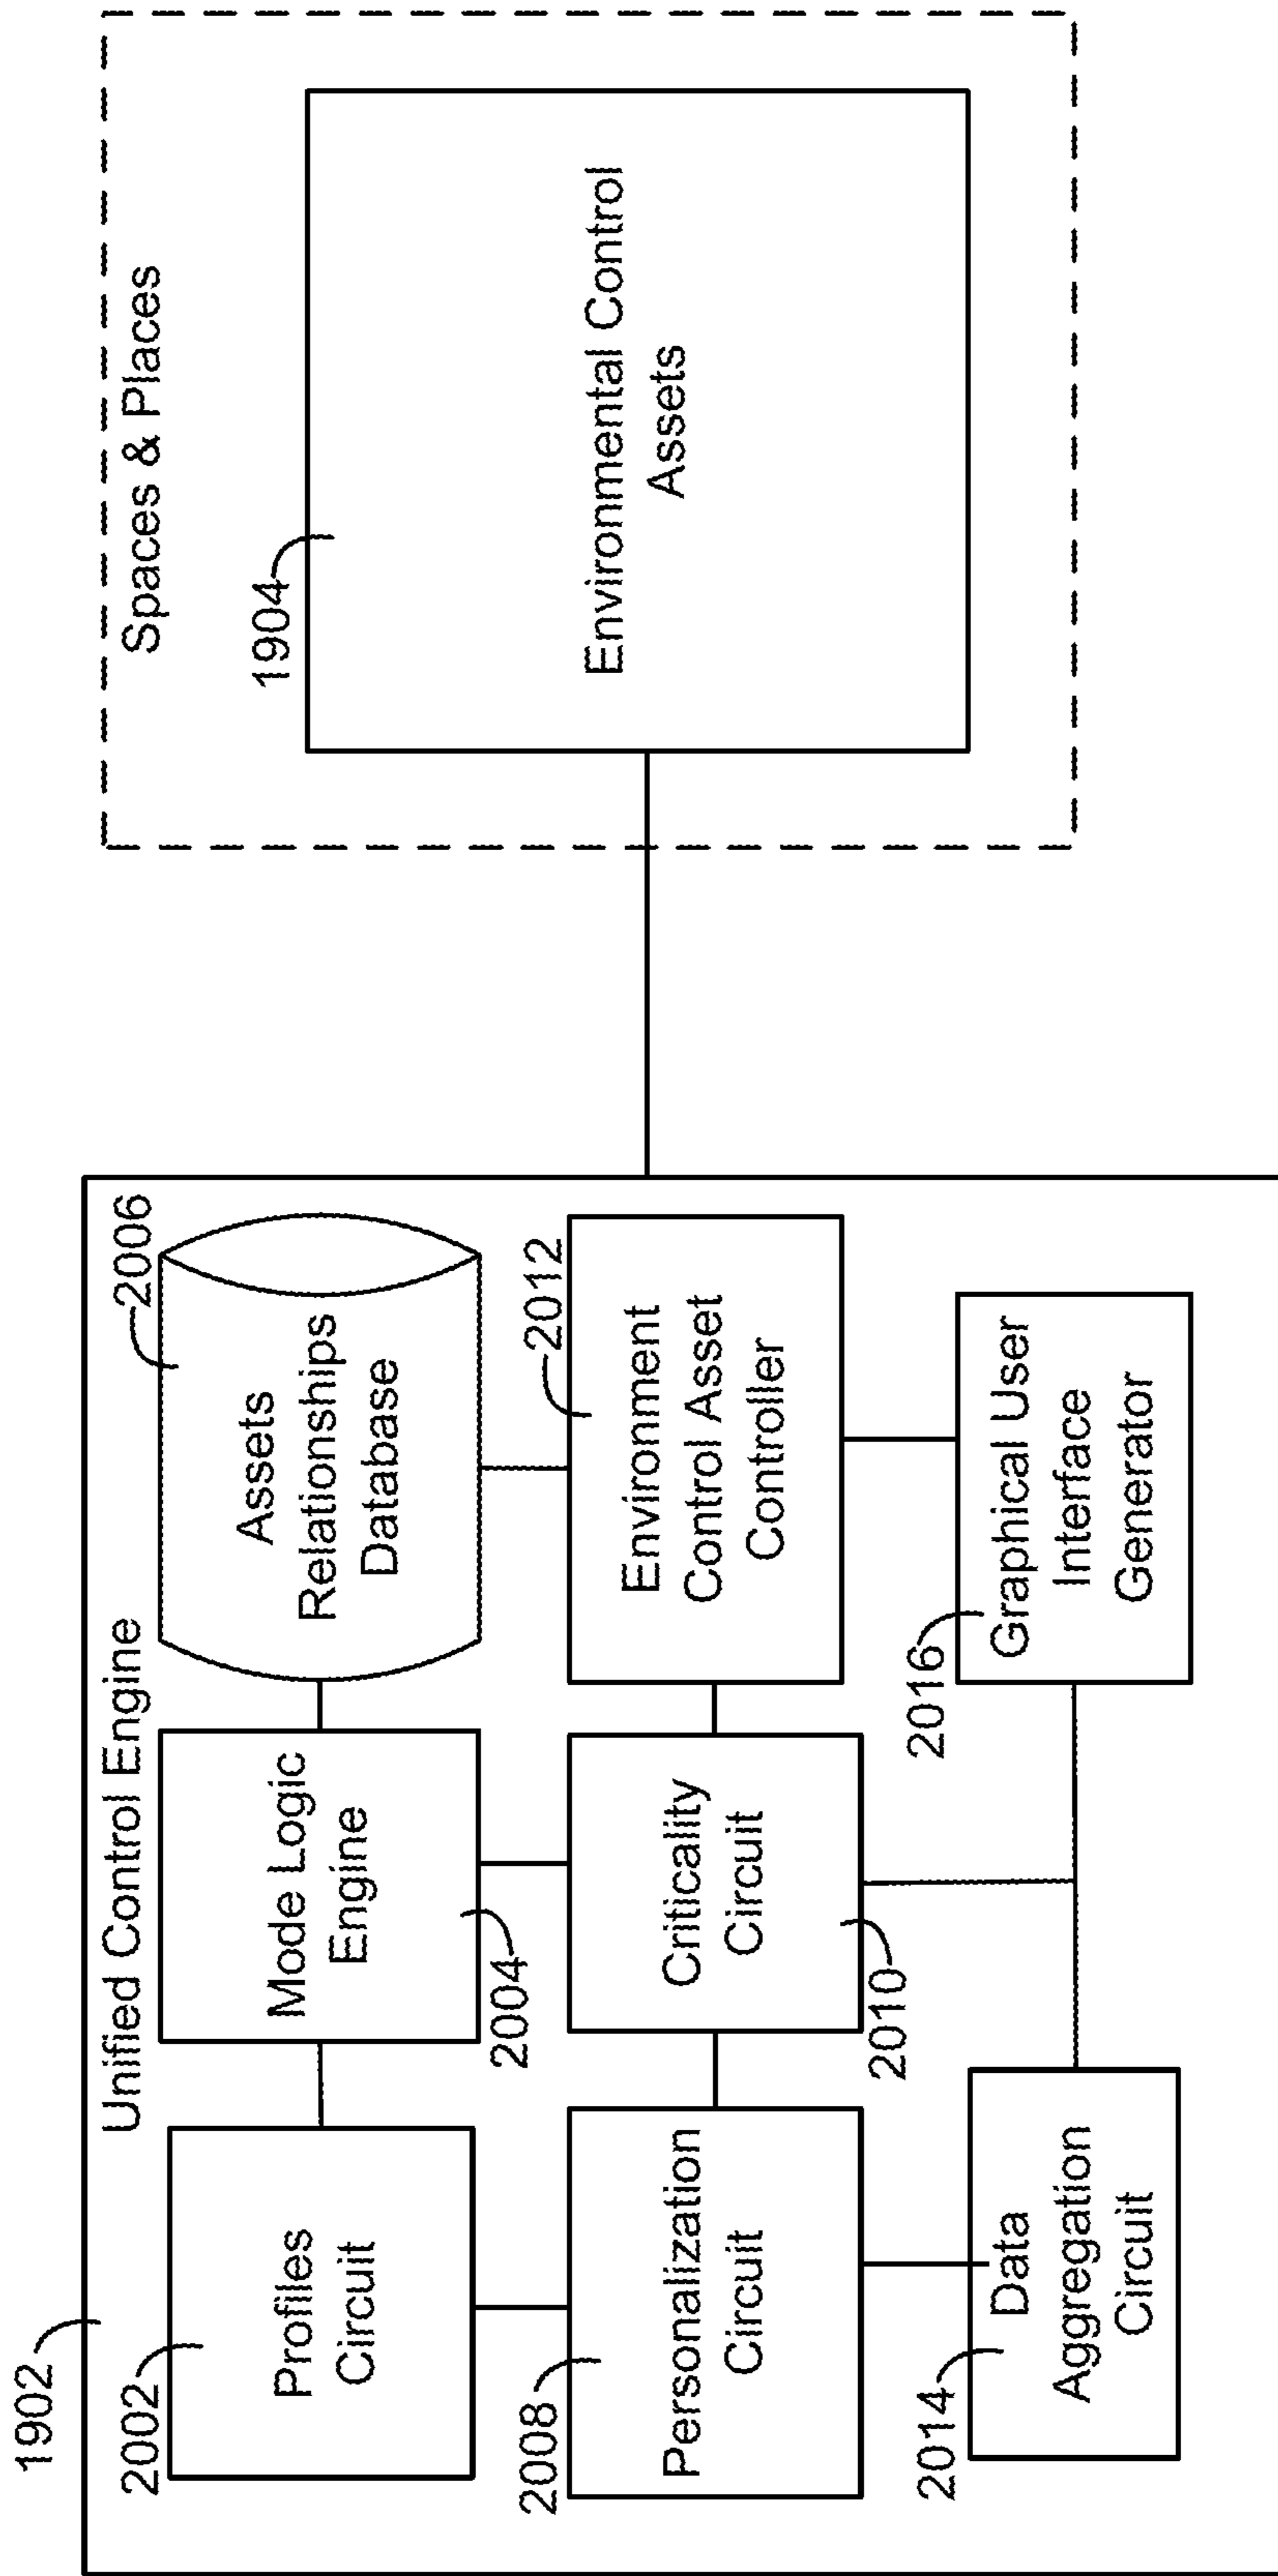 1902
Unified Control Engine
2002
Profiles
Circuit
Mode Logic
Engine
2004
2006
Assets
Relationships
Database
2008
Personalization
Circuit
Criticality
Circuit
2010
2012
Environment
Control Asset
Controller
2014
Data
Aggregation
Circuit
2016
Graphical User
Interface
Generator
Spaces & Places
1904
Environmental Control
Assets